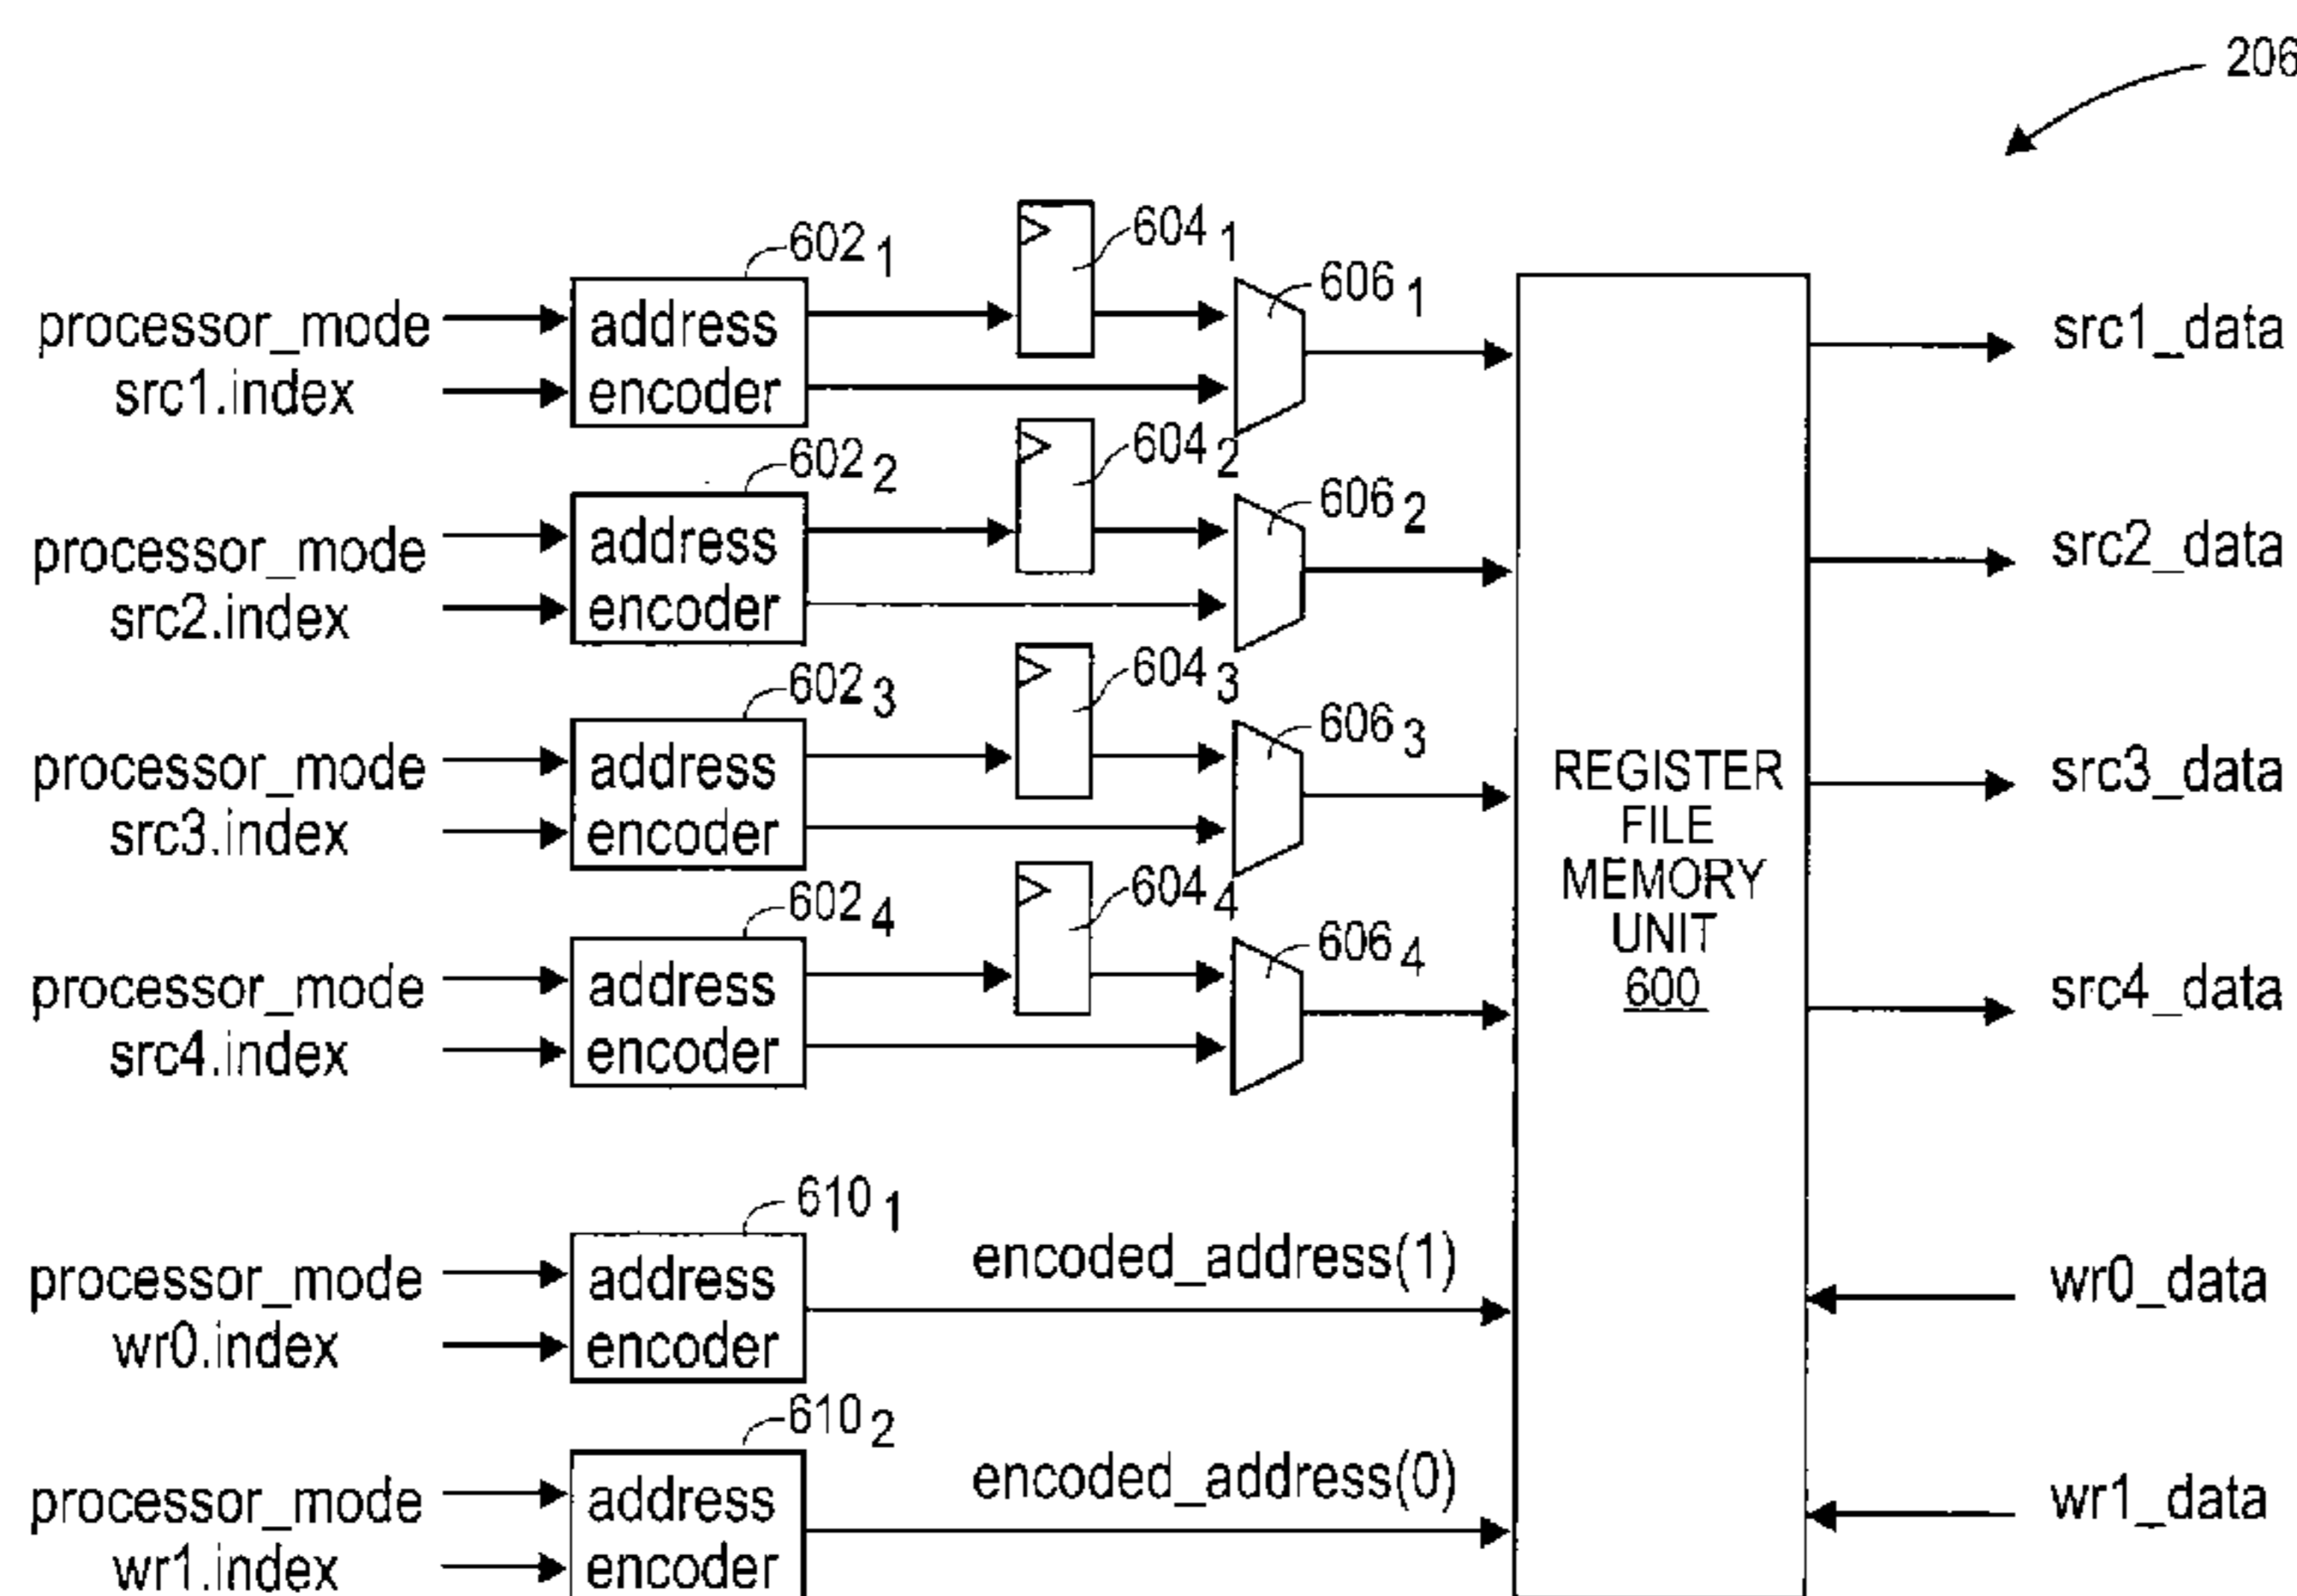 206
602 1 604 1 606 1
processor_mode address src1_data
src1.index encoder
602 2 604 2 606 2
processor_mode address src2_data
src2.index encoder
602 3 604 3 606 3
processor_mode address REGISTER src3_data
src3.index encoder FILE
MEMORY
602 4 604 4 606 4 UNIT
processor_mode address 600 src4_data
src4.index encoder
610 1
processor_mode address encoded_address(1) wr0_data
wr0.index encoder
610 2
processor_mode address encoded_address(0) wr1_data
wr1.index encoder